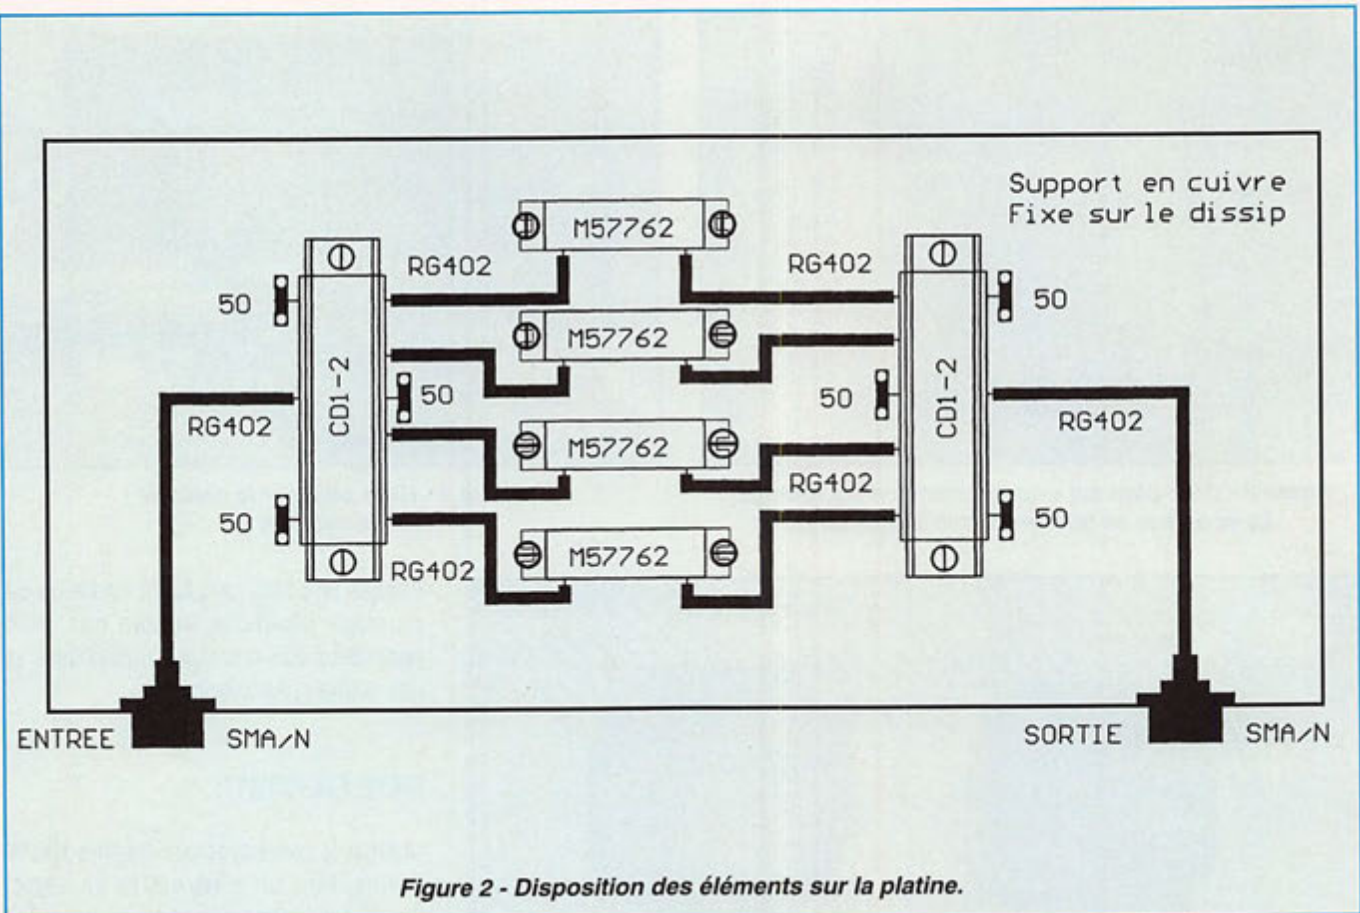 Support en cuivre
Fixe sur le dissip
M57762
RG402
RG402
50
50
M57762
CD1-2
50
50
CD1-2
RG402
RG402
M57762
RG402
50
50
M57762
RG402
ENTREE
SMA/N
SORTIE
SMA/N
Figure 2 - Disposition des éléments sur la platine.